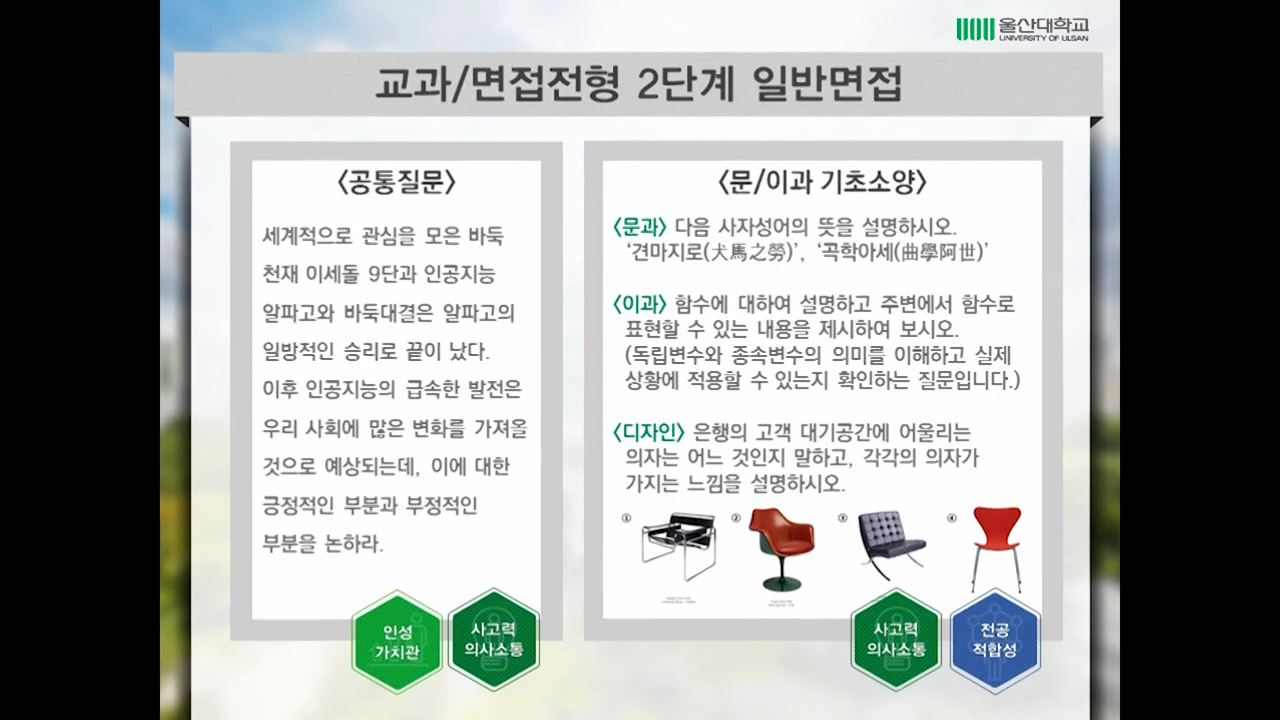 울산대학교
UNIVERSITY OF ULSAN
교과/면접전형 2단계 일반면접
<공통질문>
세계적으로 관심을 모은 바둑
천재 이세돌 9단과 인공지능
알파고와 바둑대결은 알파고의
일방적인 승리로 끝이 났다.
이후 인공지능의 급속한 발전은
우리 사회에 많은 변화를 가져올
것으로 예상되는데, 이에 대한
긍정적인 부분과 부정적인
부분을 논하라.
인성
가치관
사고력
의사소통
<문/이과 기초소양>
<문과> 다음 사자성어의 뜻을 설명하시오.
‘견마지로(犬馬之勞)’, ‘곡학아세(曲學阿世)’
<이과> 함수에 대하여 설명하고 주변에서 함수로
표현할 수 있는 내용을 제시하여 보시오.
(독립변수와 종속변수의 의미를 이해하고 실제
상황에 적용할 수 있는지 확인하는 질문입니다.)
<디자인> 은행의 고객 대기공간에 어울리는
의자는 어느 것인지 말하고, 각각의 의자가
가지는 느낌을 설명하시오.
① ② ③ ④
사고력
의사소통
전공
적합성